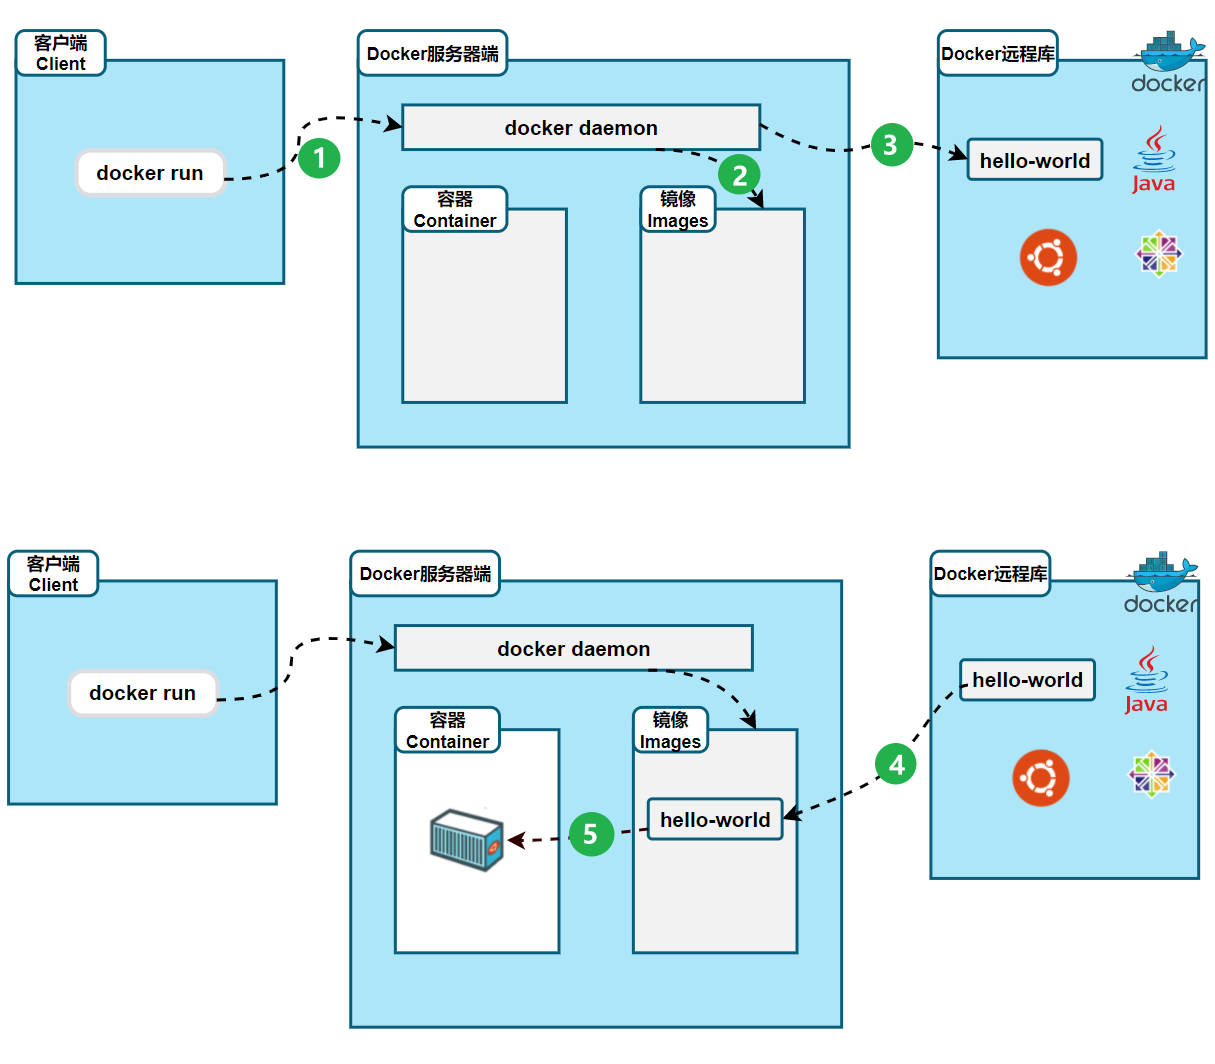 客户端
Client
Docker服务器端
Docker远程库
docker
docker daemon
docker run
1
2
3
hello-world
Java
容器
Container
镜像
Images
客户端
Client
Docker服务器端
Docker远程库
docker
docker daemon
docker run
hello-world
Java
容器
Container
镜像
Images
4
hello-world
5